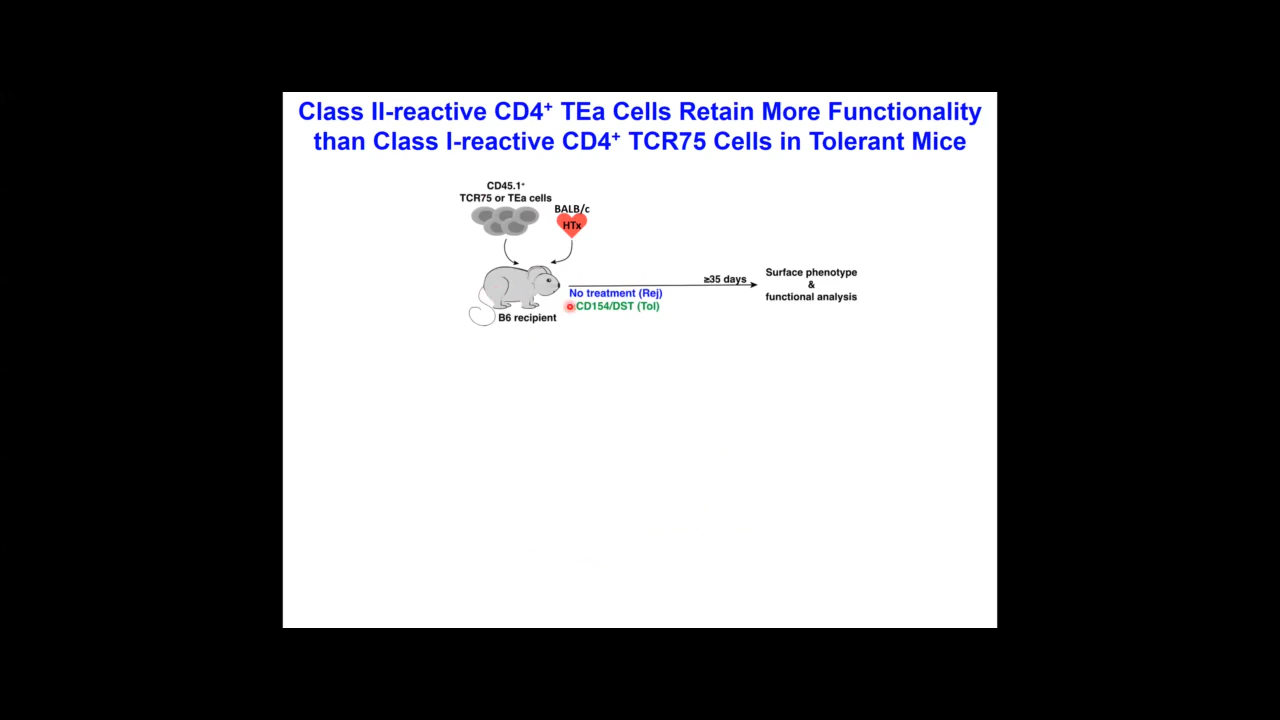 Class II-reactive CD4⁺ TEa Cells Retain More Functionality
than Class I-reactive CD4⁺ TCR75 Cells in Tolerant Mice
CD45.1⁺
TCR75 or TEa cells
BALB/c
HTx
≥35 days
No treatment (Rej)
CD154/DST (Tol)
B6 recipient
Surface phenotype
&
functional analysis